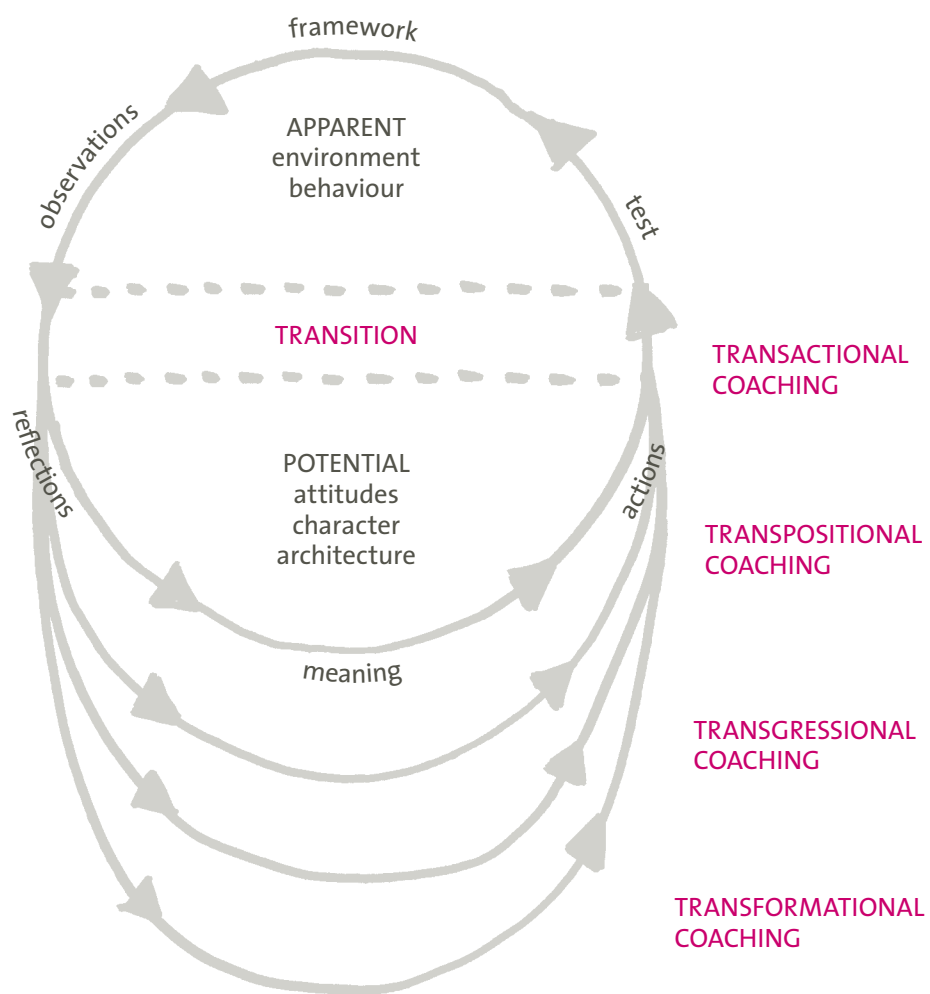 framework
observations
APPARENT
environment
behaviour
test
TRANSITION
TRANSACTIONAL
COACHING
reflections
POTENTIAL
attitudes
character
architecture
actions
TRANSPOSITIONAL
COACHING
meaning
TRANSGRESSIONAL
COACHING
TRANSFORMATIONAL
COACHING